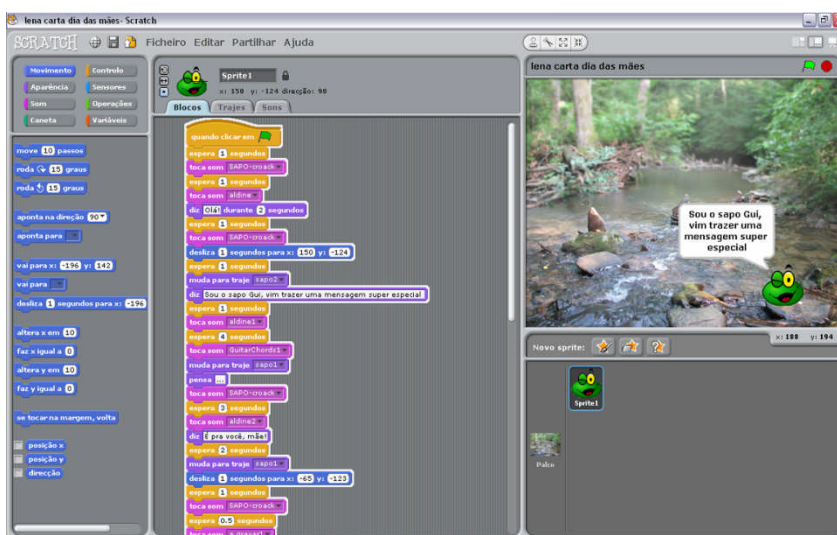 lena carta dia das mães- Scratch
SCRATCH
Ficheiro Editar Partilhar Ajuda
Movimento Controlo
Aparência Sensores
Som Operações
Caneta Variáveis
move 10 passos
roda 15 graus
roda 15 graus
aponta na direção 90
aponta para
vai para x: -196 y: 142
vai para
desliza 1 segundos para x: -196
altera x em 10
faz x igual a 0
altera y em 10
faz y igual a 0
se tocar na margem, volta
posição x
posição y
direcção
Sprite1
x: 150 y: -124 direcção: 90
Blocos Trajes Sons
quando clicar em
espera 1 segundos
toca som SAPO-croack
espera 1 segundos
toca som aldine
diz Olá! durante 2 segundos
espera 1 segundos
toca som SAPO-croack
desliza 1 segundos para x: 150 y: -124
espera 1 segundos
muda para traje sapo2
diz Sou o sapo Gui, vim trazer uma mensagem super especial
espera 1 segundos
toca som aldine1
espera 4 segundos
toca som GuitarChords1
muda para traje sapo1
pensa ...
toca som SAPO-croack
espera 3 segundos
toca som aldine2
diz É pra você, mãe!
espera 2 segundos
muda para traje sapo1
desliza 1 segundos para x: -65 y: -123
espera 1 segundos
toca som SAPO-croack
espera 0.5 segundos
toca som
lena carta dia das mães
Sou o sapo Gui,
vim trazer uma
mensagem super
especial
x: 188 y: 194
Novo sprite:
Sprite1
Palco